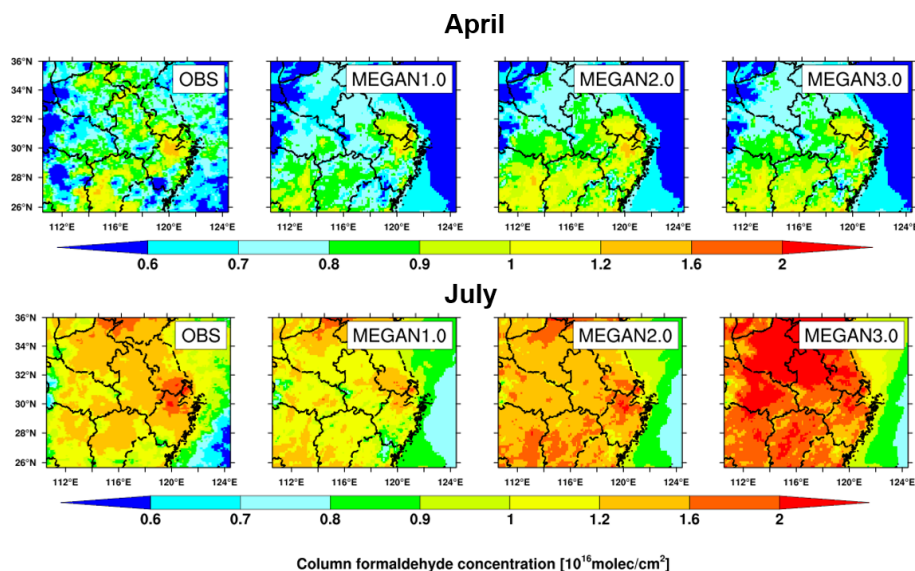 April
36°N
34°N
32°N
30°N
28°N
26°N
OBS
MEGAN1.0
MEGAN2.0
MEGAN3.0
112°E 116°E 120°E 124°E
112°E 116°E 120°E 124°E
112°E 116°E 120°E 124°E
112°E 116°E 120°E 124°E
0.6 0.7 0.8 0.9 1 1.2 1.6 2
July
36°N
34°N
32°N
30°N
28°N
26°N
OBS
MEGAN1.0
MEGAN2.0
MEGAN3.0
112°E 116°E 120°E 124°E
112°E 116°E 120°E 124°E
112°E 116°E 120°E 124°E
112°E 116°E 120°E 124°E
0.6 0.7 0.8 0.9 1 1.2 1.6 2
Column formaldehyde concentration [10¹⁶molec/cm²]